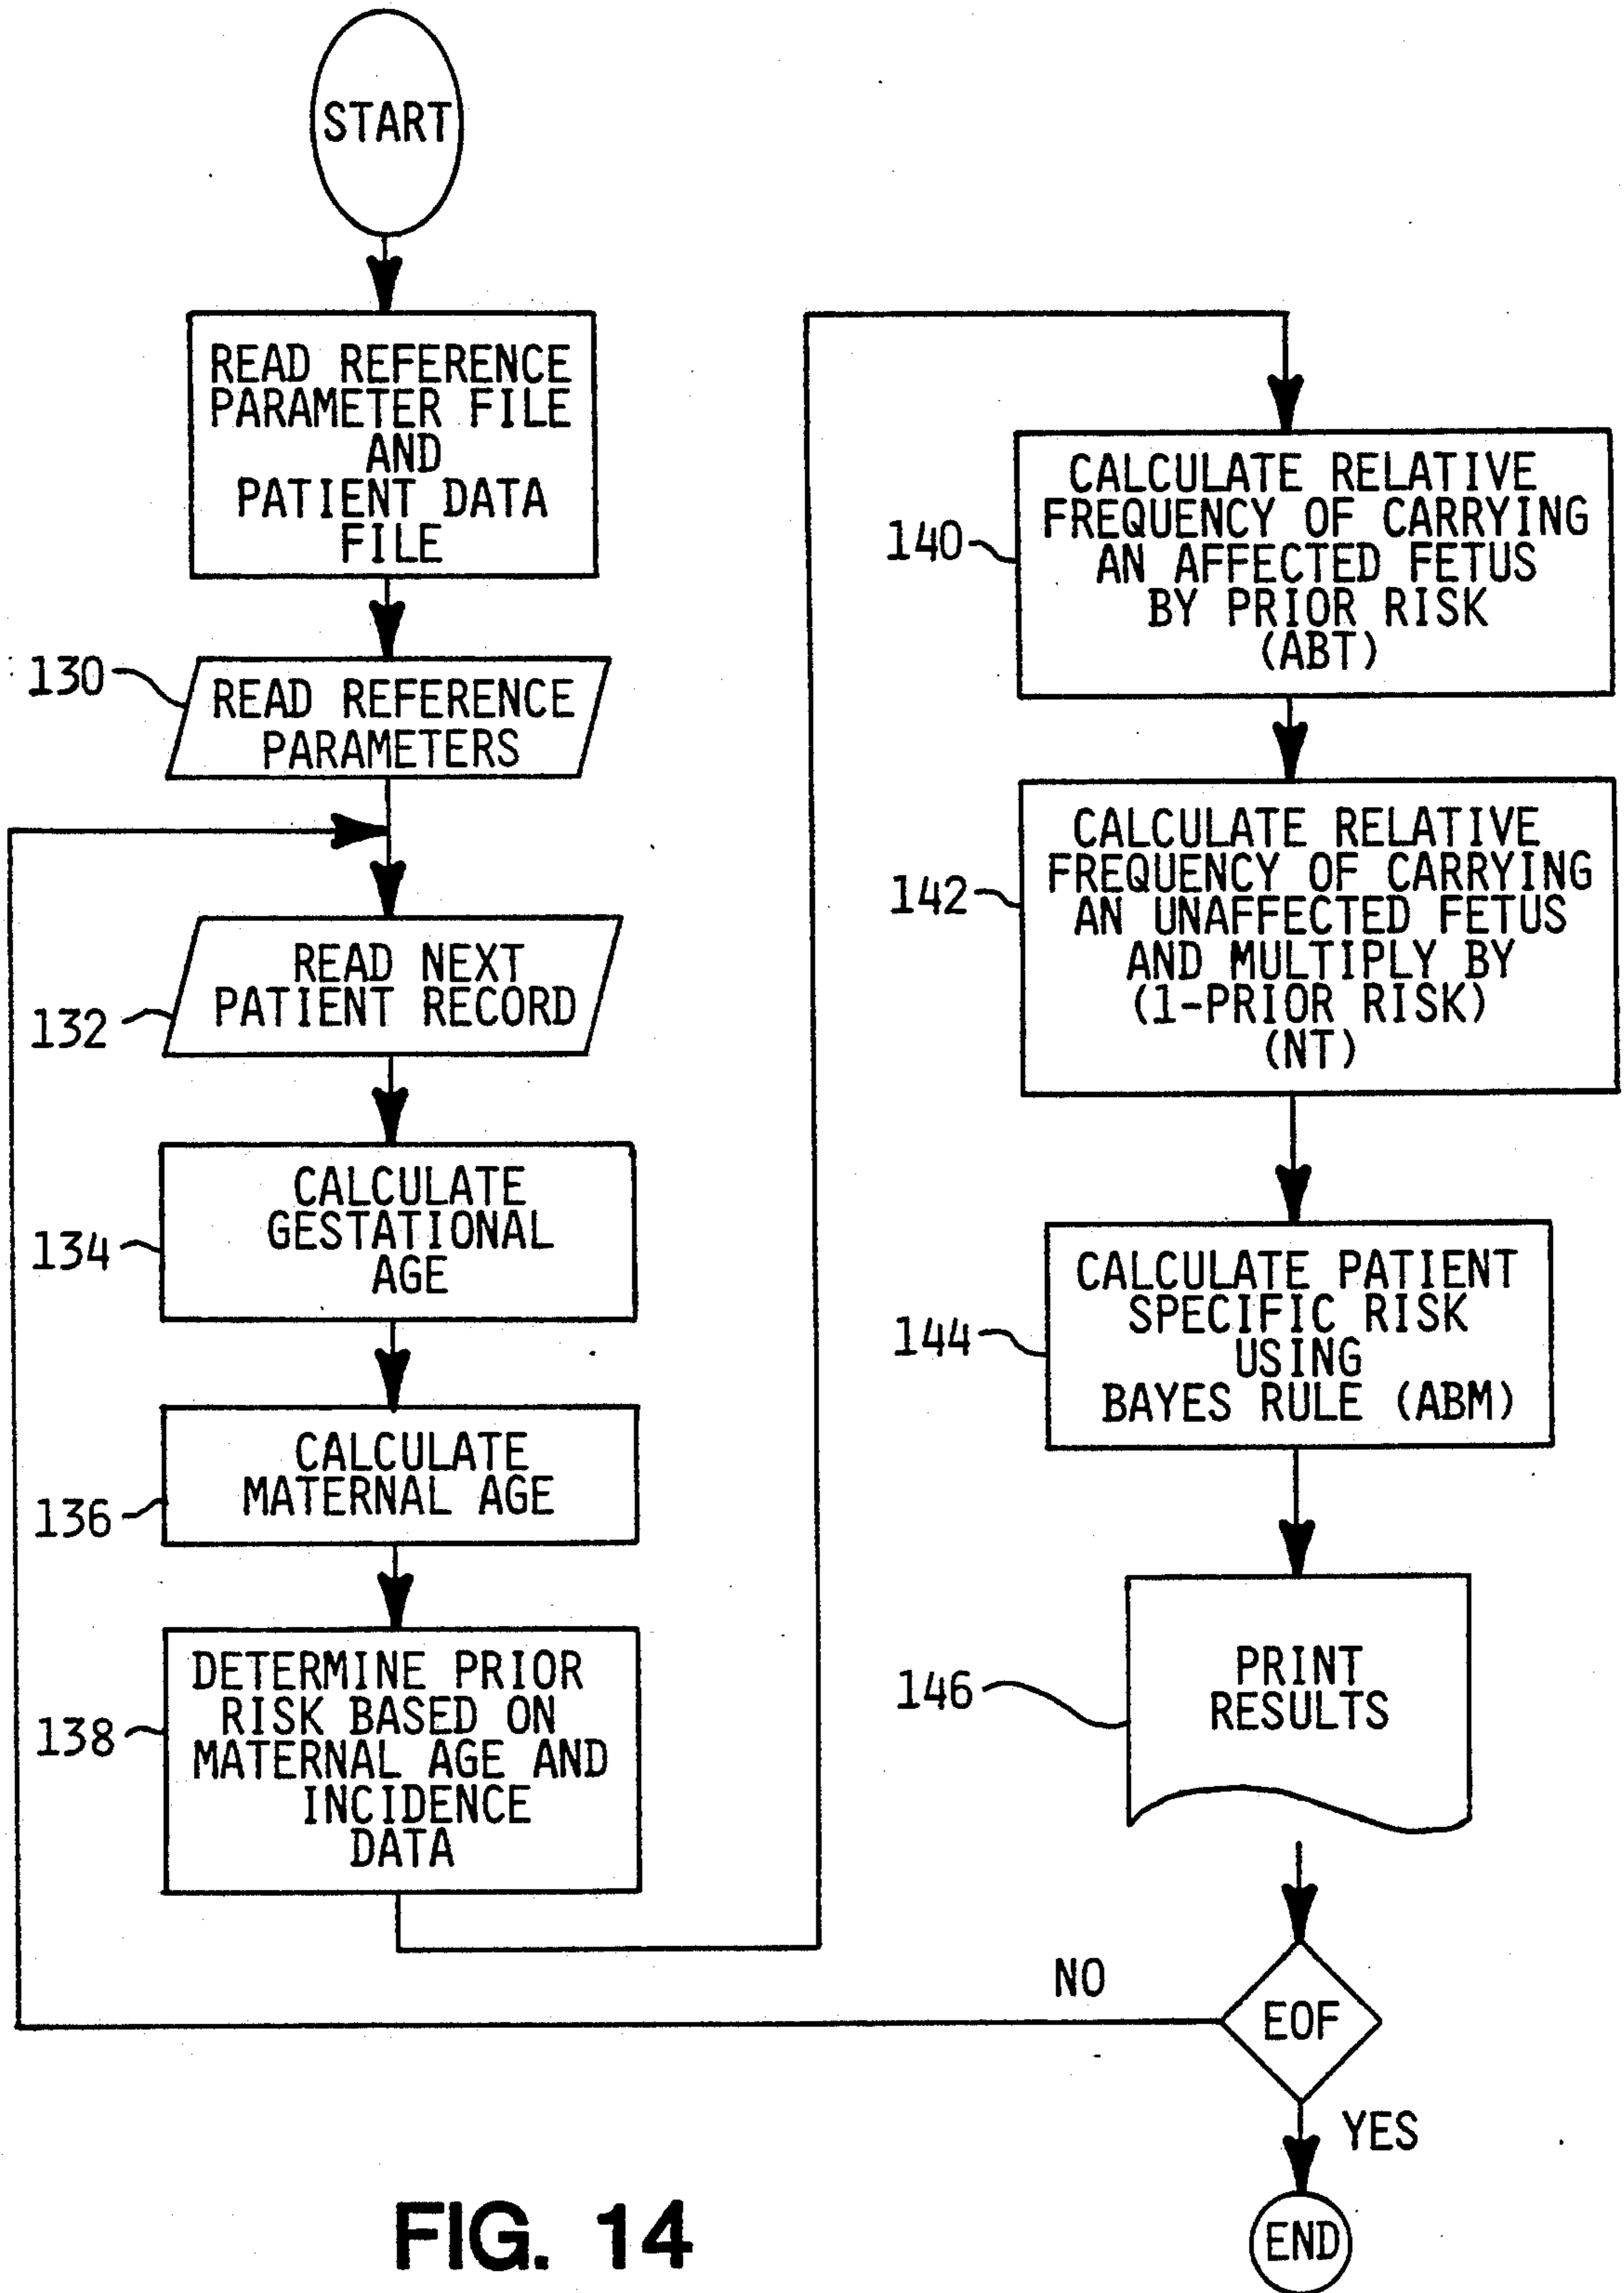 START
READ REFERENCE
PARAMETER FILE
AND
PATIENT DATA
FILE
130
READ REFERENCE
PARAMETERS
READ NEXT
PATIENT RECORD
132
CALCULATE
GESTATIONAL
AGE
134
CALCULATE
MATERNAL AGE
136
DETERMINE PRIOR
RISK BASED ON
MATERNAL AGE AND
INCIDENCE
DATA
138
CALCULATE RELATIVE
FREQUENCY OF CARRYING
AN AFFECTED FETUS
BY PRIOR RISK
(ABT)
140
CALCULATE RELATIVE
FREQUENCY OF CARRYING
AN UNAFFECTED FETUS
AND MULTIPLY BY
(1-PRIOR RISK)
(NT)
142
CALCULATE PATIENT
SPECIFIC RISK
USING
BAYES RULE (ABM)
144
PRINT
RESULTS
146
NO
EOF
YES
END
FIG. 14